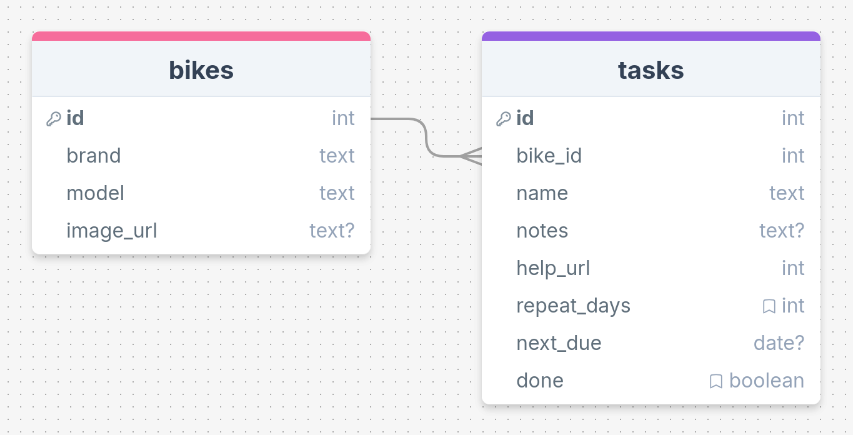 bikes
id int
brand text
model text
image_url text?
tasks
id int
bike_id int
name text
notes text?
help_url int
repeat_days int
next_due date?
done boolean